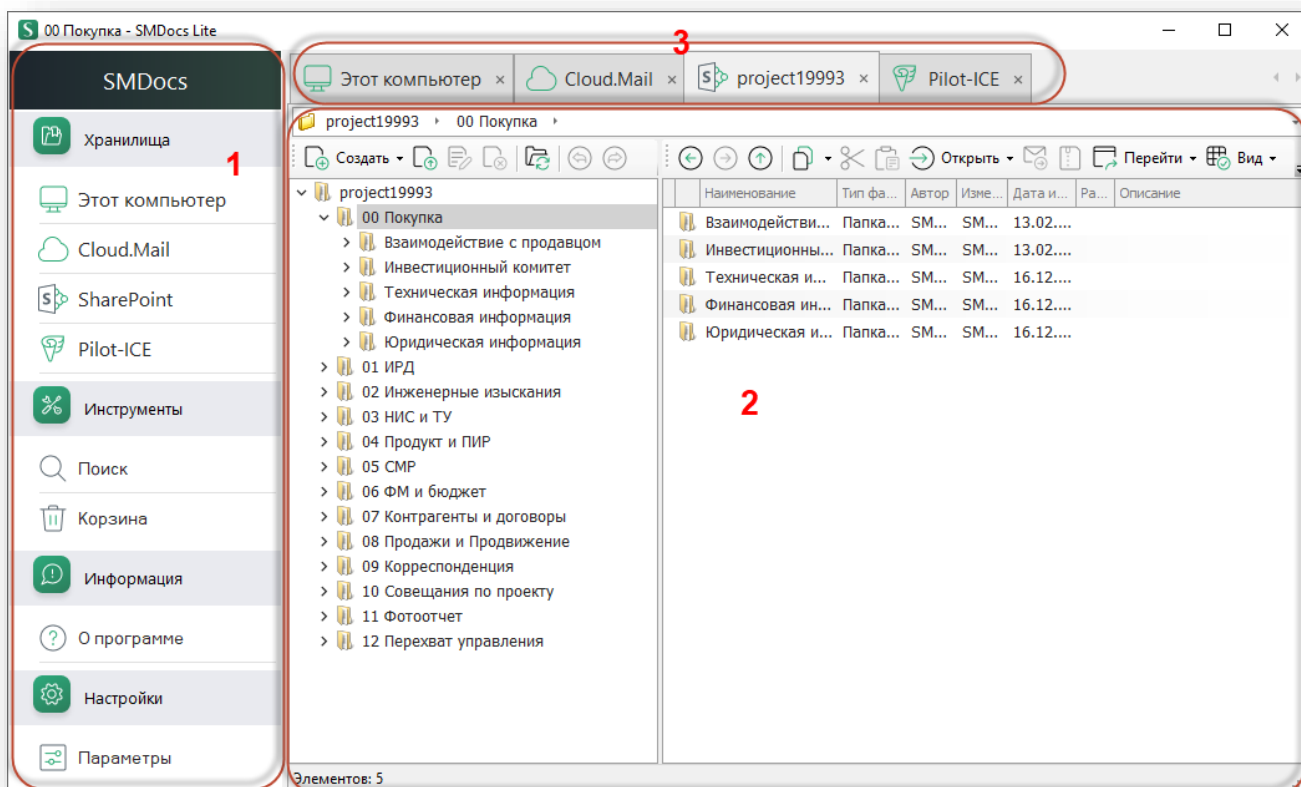 00 Покупка - SMDocs Lite
3
SMDocs
Этот компьютер
Cloud.Mail
project19993
Pilot-ICE
Хранилища
1
Этот компьютер
Cloud.Mail
SharePoint
Pilot-ICE
Инструменты
Поиск
Корзина
Информация
О программе
Настройки
Параметры
project19993 00 Покупка
Создать
Открыть
Перейти
Вид
project19993
00 Покупка
Взаимодействие с продавцом
Инвестиционный комитет
Техническая информация
Финансовая информация
Юридическая информация
01 ИРД
02 Инженерные изыскания
03 НИС и ТУ
04 Продукт и ПИР
05 СМР
06 ФМ и бюджет
07 Контрагенты и договоры
08 Продажи и Продвижение
09 Корреспонденция
10 Совещания по проекту
11 Фотоотчет
12 Перехват управления
Наименование Тип фа... Автор Изме... Дата и... Ра... Описание
Взаимодействи... Папка... SM... SM... 13.02....
Инвестиционны... Папка... SM... SM... 13.02....
Техническая и... Папка... SM... SM... 16.12....
Финансовая ин... Папка... SM... SM... 16.12....
Юридическая и... Папка... SM... SM... 16.12....
2
Элементов: 5